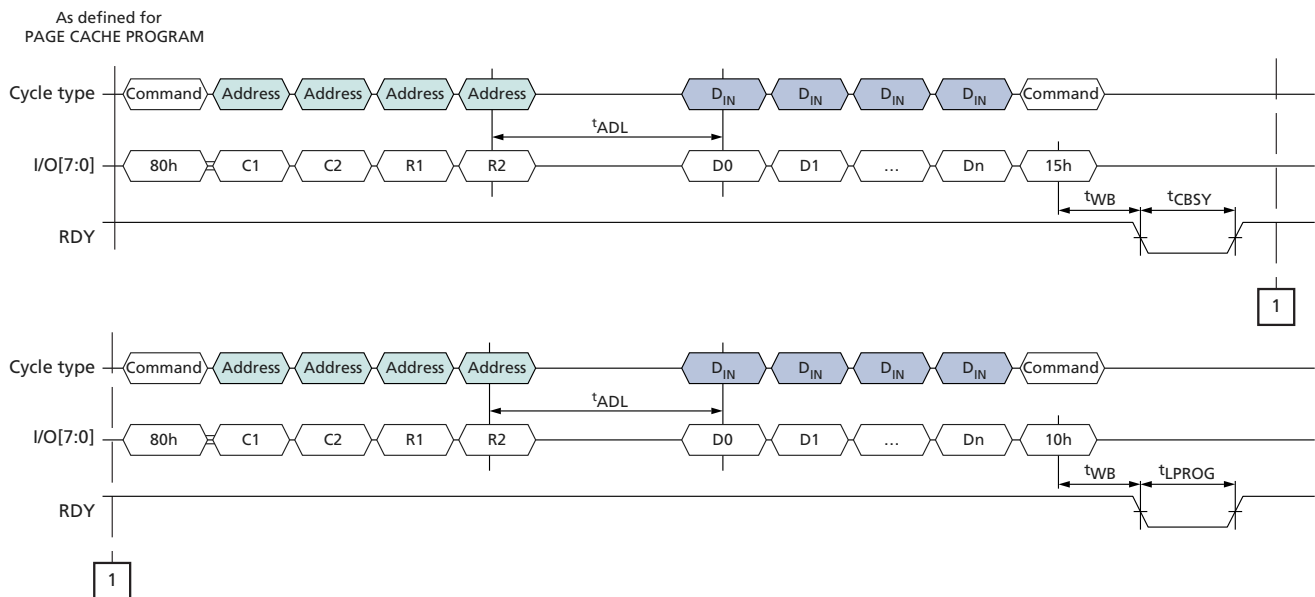 As defined for
PAGE CACHE PROGRAM
Cycle type Command Address Address Address Address DIN DIN DIN DIN Command
tADL
I/O[7:0] 80h C1 C2 R1 R2 D0 D1 … Dn 15h
tWB tCBSY
RDY
1
Cycle type Command Address Address Address Address DIN DIN DIN DIN Command
tADL
I/O[7:0] 80h C1 C2 R1 R2 D0 D1 … Dn 10h
tWB tLPROG
RDY
1